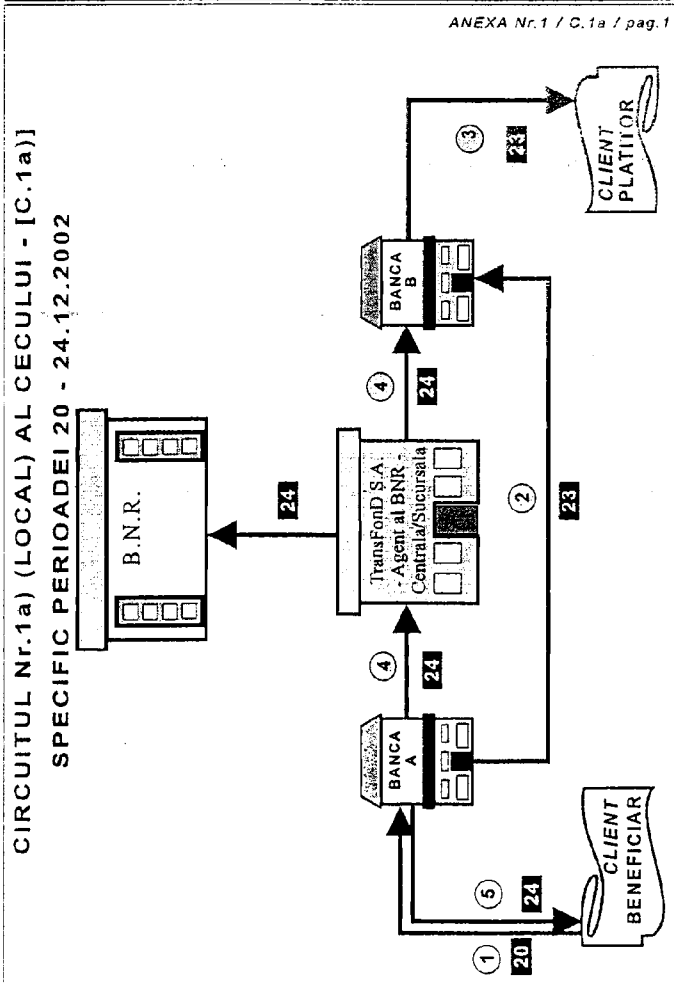 ANEXA Nr.1 / C.1a / pag.1
CIRCUITUL Nr.1a) (LOCAL) AL CECULUI - [C.1a)]
SPECIFIC PERIOADEI 20 - 24.12.2002
B.N.R.
24
BANCA
A
4
24
TransFonD S.A.
- Agent al BNR -
Centrala/Sucursala
4
24
BANCA
B
3
23
1
20
5
24
2
23
CLIENT
BENEFICIAR
CLIENT
PLATITOR